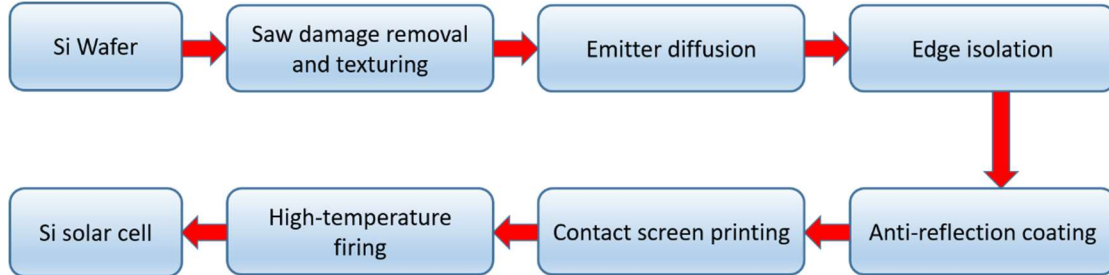 Si Wafer
Saw damage removal
and texturing
Emitter diffusion
Edge isolation
Anti-reflection coating
Contact screen printing
High-temperature
firing
Si solar cell